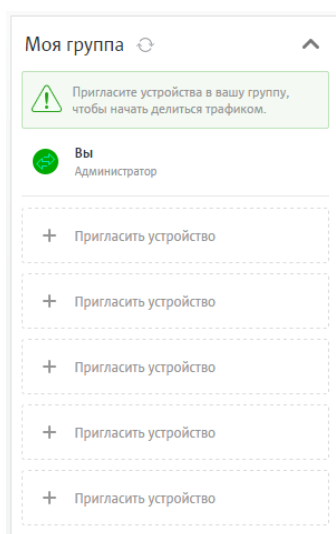 Моя группа
Пригласите устройства в вашу группу,
чтобы начать делиться трафиком.
Вы
Администратор
Пригласить устройство
Пригласить устройство
Пригласить устройство
Пригласить устройство
Пригласить устройство